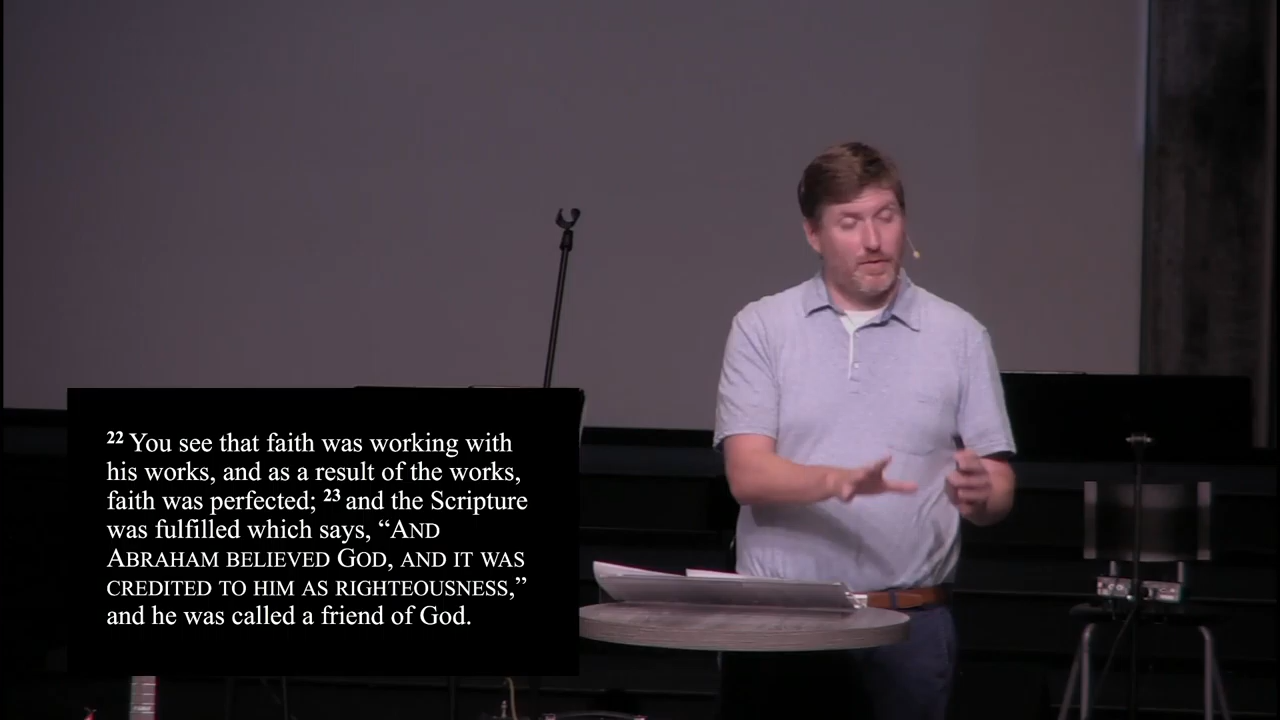 22 You see that faith was working with
his works, and as a result of the works,
faith was perfected; 23 and the Scripture
was fulfilled which says, “AND
ABRAHAM BELIEVED GOD, AND IT WAS
CREDITED TO HIM AS RIGHTEOUSNESS,”
and he was called a friend of God.